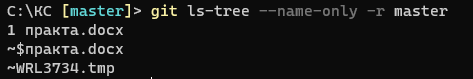 C:\КС [master]> git ls-tree --name-only -r master
1 практа.docx
~$практа.docx
~WRL3734.tmp